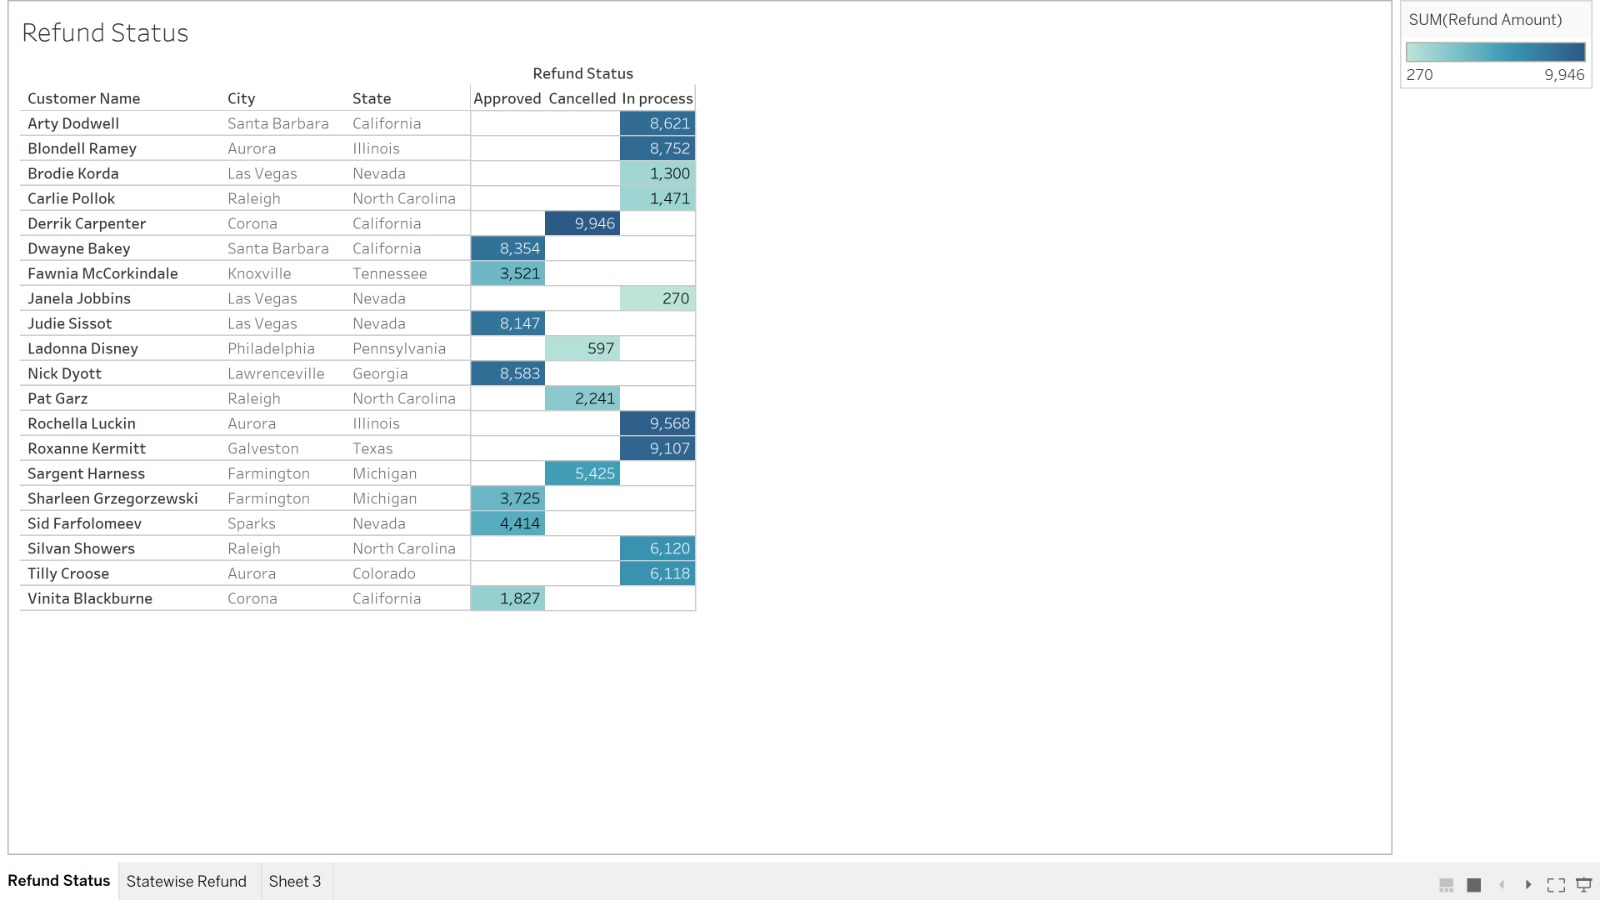 Refund Status
SUM(Refund Amount)
270 9,946
Refund Status
Customer Name City State Approved Cancelled In process
Arty Dodwell Santa Barbara California 8,621
Blondell Ramey Aurora Illinois 8,752
Brodie Korda Las Vegas Nevada 1,300
Carlie Pollok Raleigh North Carolina 1,471
Derrik Carpenter Corona California 9,946
Dwayne Bakey Santa Barbara California 8,354
Fawnia McCorkindale Knoxville Tennessee 3,521
Janela Jobbins Las Vegas Nevada 270
Judie Sissot Las Vegas Nevada 8,147
Ladonna Disney Philadelphia Pennsylvania 597
Nick Dyott Lawrenceville Georgia 8,583
Pat Garz Raleigh North Carolina 2,241
Rochella Luckin Aurora Illinois 9,568
Roxanne Kermitt Galveston Texas 9,107
Sargent Harness Farmington Michigan 5,425
Sharleen Grzegorzewski Farmington Michigan 3,725
Sid Farfolomeev Sparks Nevada 4,414
Silvan Showers Raleigh North Carolina 6,120
Tilly Croose Aurora Colorado 6,118
Vinita Blackburne Corona California 1,827
Refund Status Statewise Refund Sheet 3